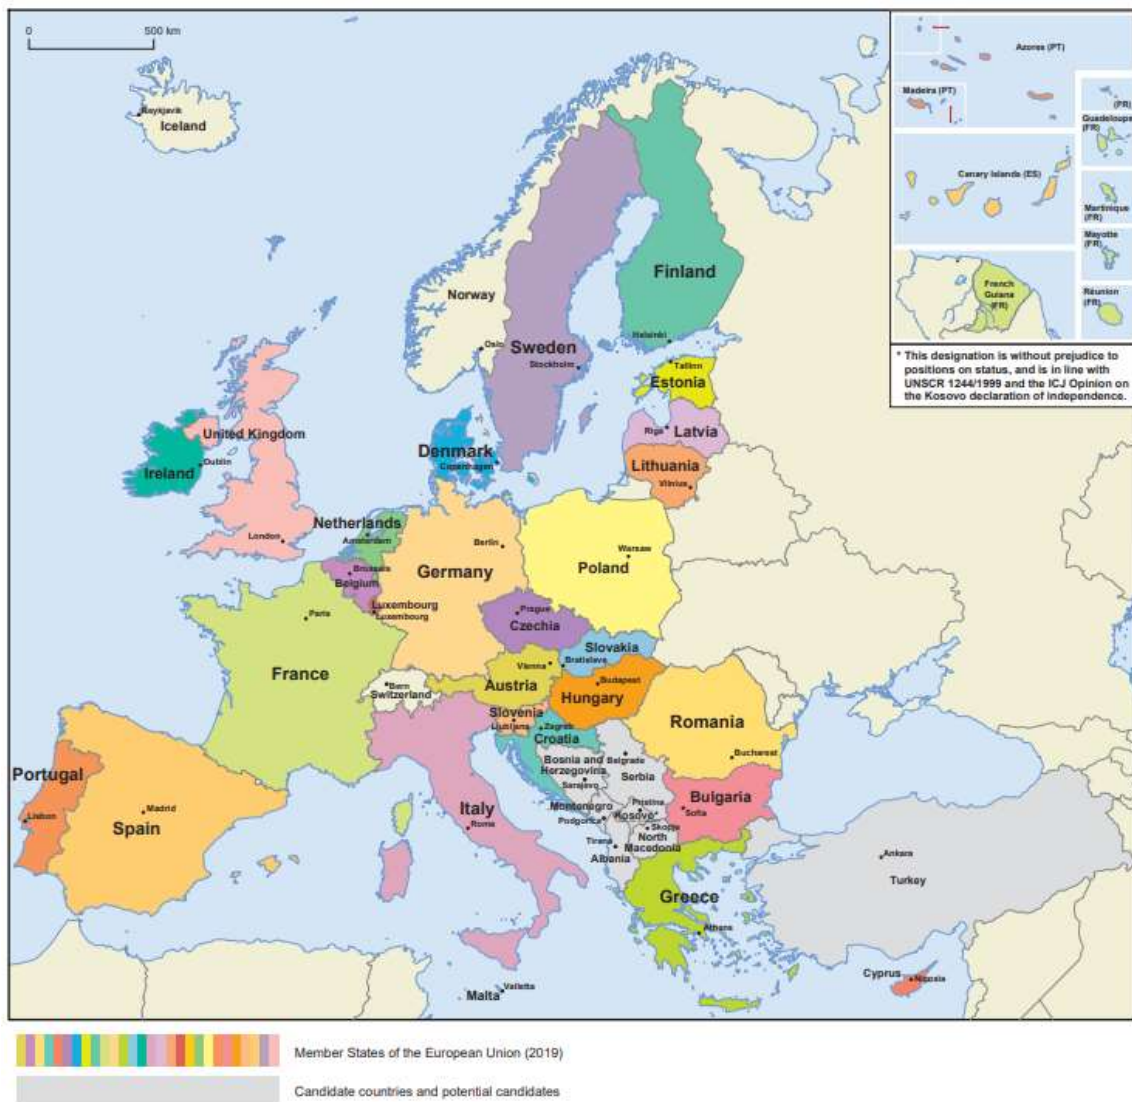 0
500 km
Reykjavik
Iceland
Norway
Oslo
Sweden
Stockholm
Finland
Helsinki
Tallinn
Estonia
Riga
Latvia
Lithuania
Vilnius
United Kingdom
Ireland
Dublin
London
Denmark
Copenhagen
Netherlands
Amsterdam
Brussels
Belgium
Luxembourg
Luxembourg
Berlin
Germany
Warsaw
Poland
Prague
Czechia
Slovakia
Bratislava
Vienna
Austria
Budapest
Hungary
Paris
France
Bern
Switzerland
Slovenia
Ljubljana
Zagreb
Croatia
Romania
Bucharest
Bosnia and
Herzegovina
Sarajevo
Belgrade
Serbia
Montenegro
Podgorica
Pristina
Kosovo*
Skopje
North
Macedonia
Tirana
Albania
Bulgaria
Sofia
Portugal
Lisbon
Madrid
Spain
Italy
Roma
Greece
Athens
Ankara
Turkey
Cyprus
Nicosia
Malta
Valletta
Azores (PT)
Madeira (PT)
(FR)
Guadeloupe
(FR)
Canary Islands (ES)
Martinique
(FR)
Mayotte
(FR)
French
Guiana
(FR)
Réunion
(FR)
* This designation is without prejudice to
positions on status, and is in line with
UNSCR 1244/1999 and the ICJ Opinion on
the Kosovo declaration of independence.
Member States of the European Union (2019)
Candidate countries and potential candidates